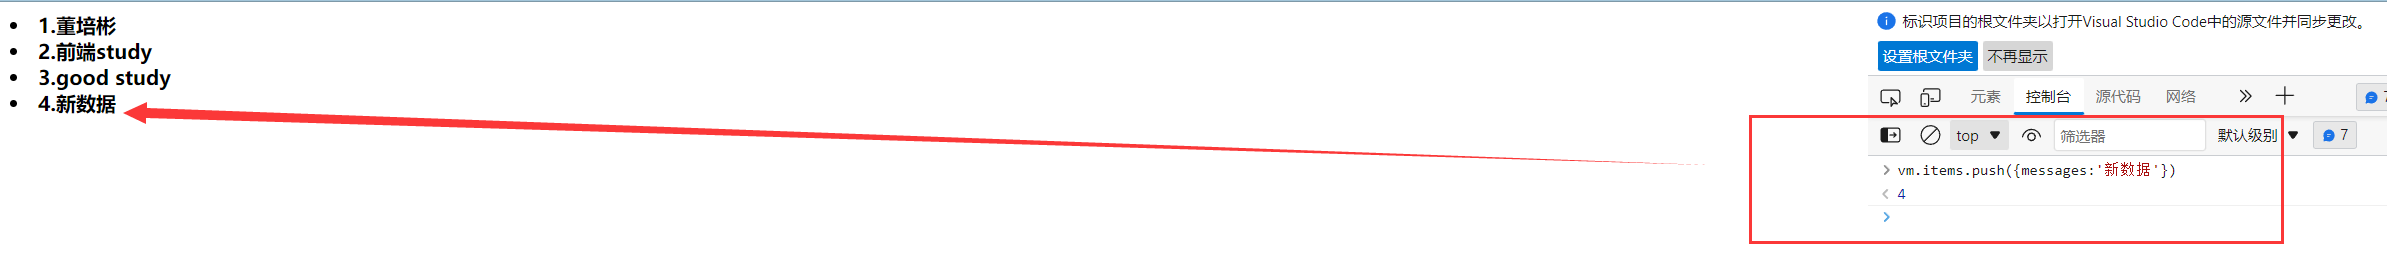 1.董培彬
2.前端study
3.good study
4.新数据
标识项目的根文件夹以打开Visual Studio Code中的源文件并同步更改。
设置根文件夹 不再显示
元素 控制台 源代码 网络 7
top 筛选器 默认级别 7
vm.items.push({messages:'新数据'})
4